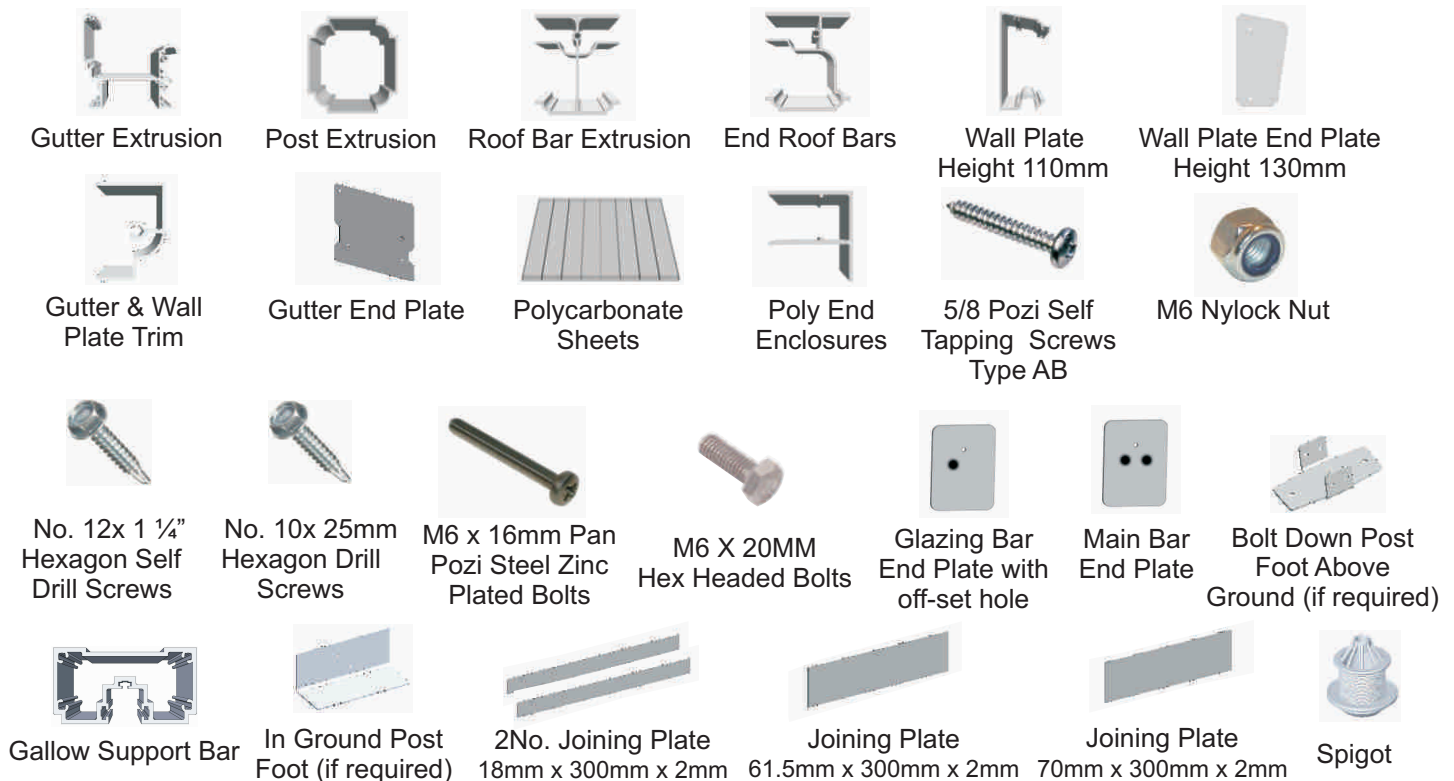 Gutter Extrusion
Post Extrusion
Roof Bar Extrusion
End Roof Bars
Wall Plate
Height 110mm
Wall Plate End Plate
Height 130mm
Gutter & Wall
Plate Trim
Gutter End Plate
Polycarbonate
Sheets
Poly End
Enclosures
5/8 Pozi Self
Tapping Screws
Type AB
M6 Nylock Nut
No. 12x 1 ¼”
Hexagon Self
Drill Screws
No. 10x 25mm
Hexagon Drill
Screws
M6 x 16mm Pan
Pozi Steel Zinc
Plated Bolts
M6 X 20MM
Hex Headed Bolts
Glazing Bar
End Plate with
off-set hole
Main Bar
End Plate
Bolt Down Post
Foot Above
Ground (if required)
Gallow Support Bar
In Ground Post
Foot (if required)
2No. Joining Plate
18mm x 300mm x 2mm
Joining Plate
61.5mm x 300mm x 2mm
Joining Plate
70mm x 300mm x 2mm
Spigot